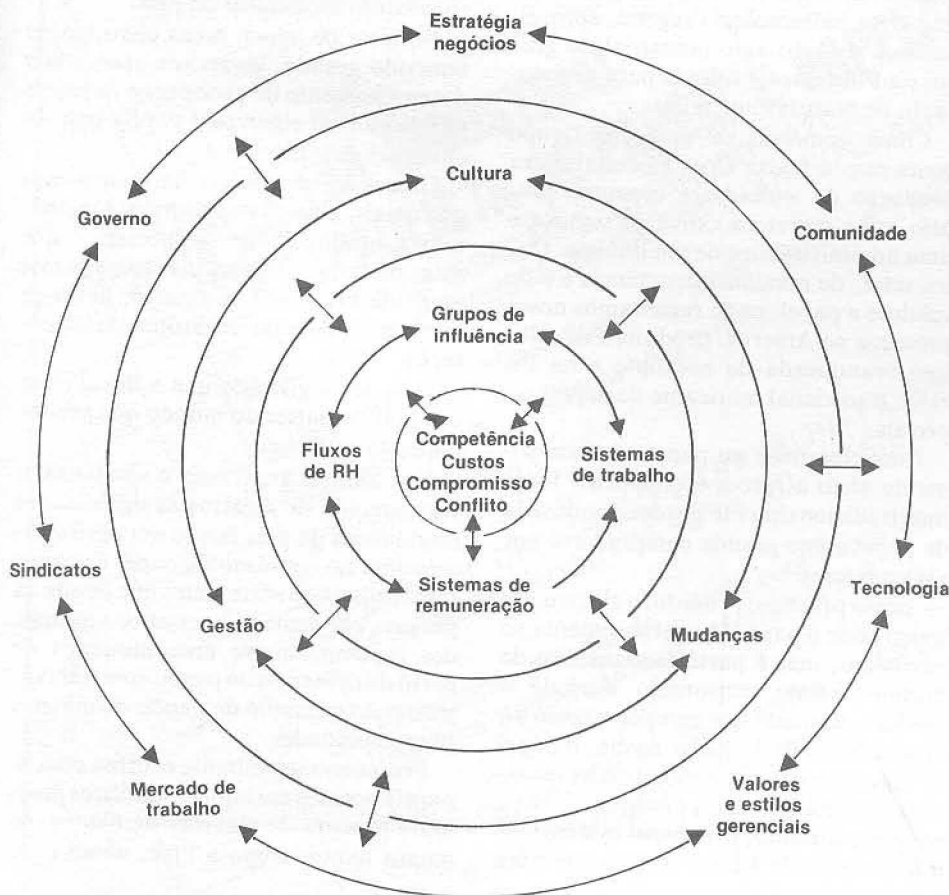 Estratégia
negócios
Cultura
Governo
Comunidade
Grupos de
influência
Competência
Custos
Compromisso
Conflito
Fluxos
de RH
Sistemas
de trabalho
Sindicatos
Sistemas de
remuneração
Tecnologia
Gestão
Mudanças
Mercado de
trabalho
Valores
e estilos
gerenciais